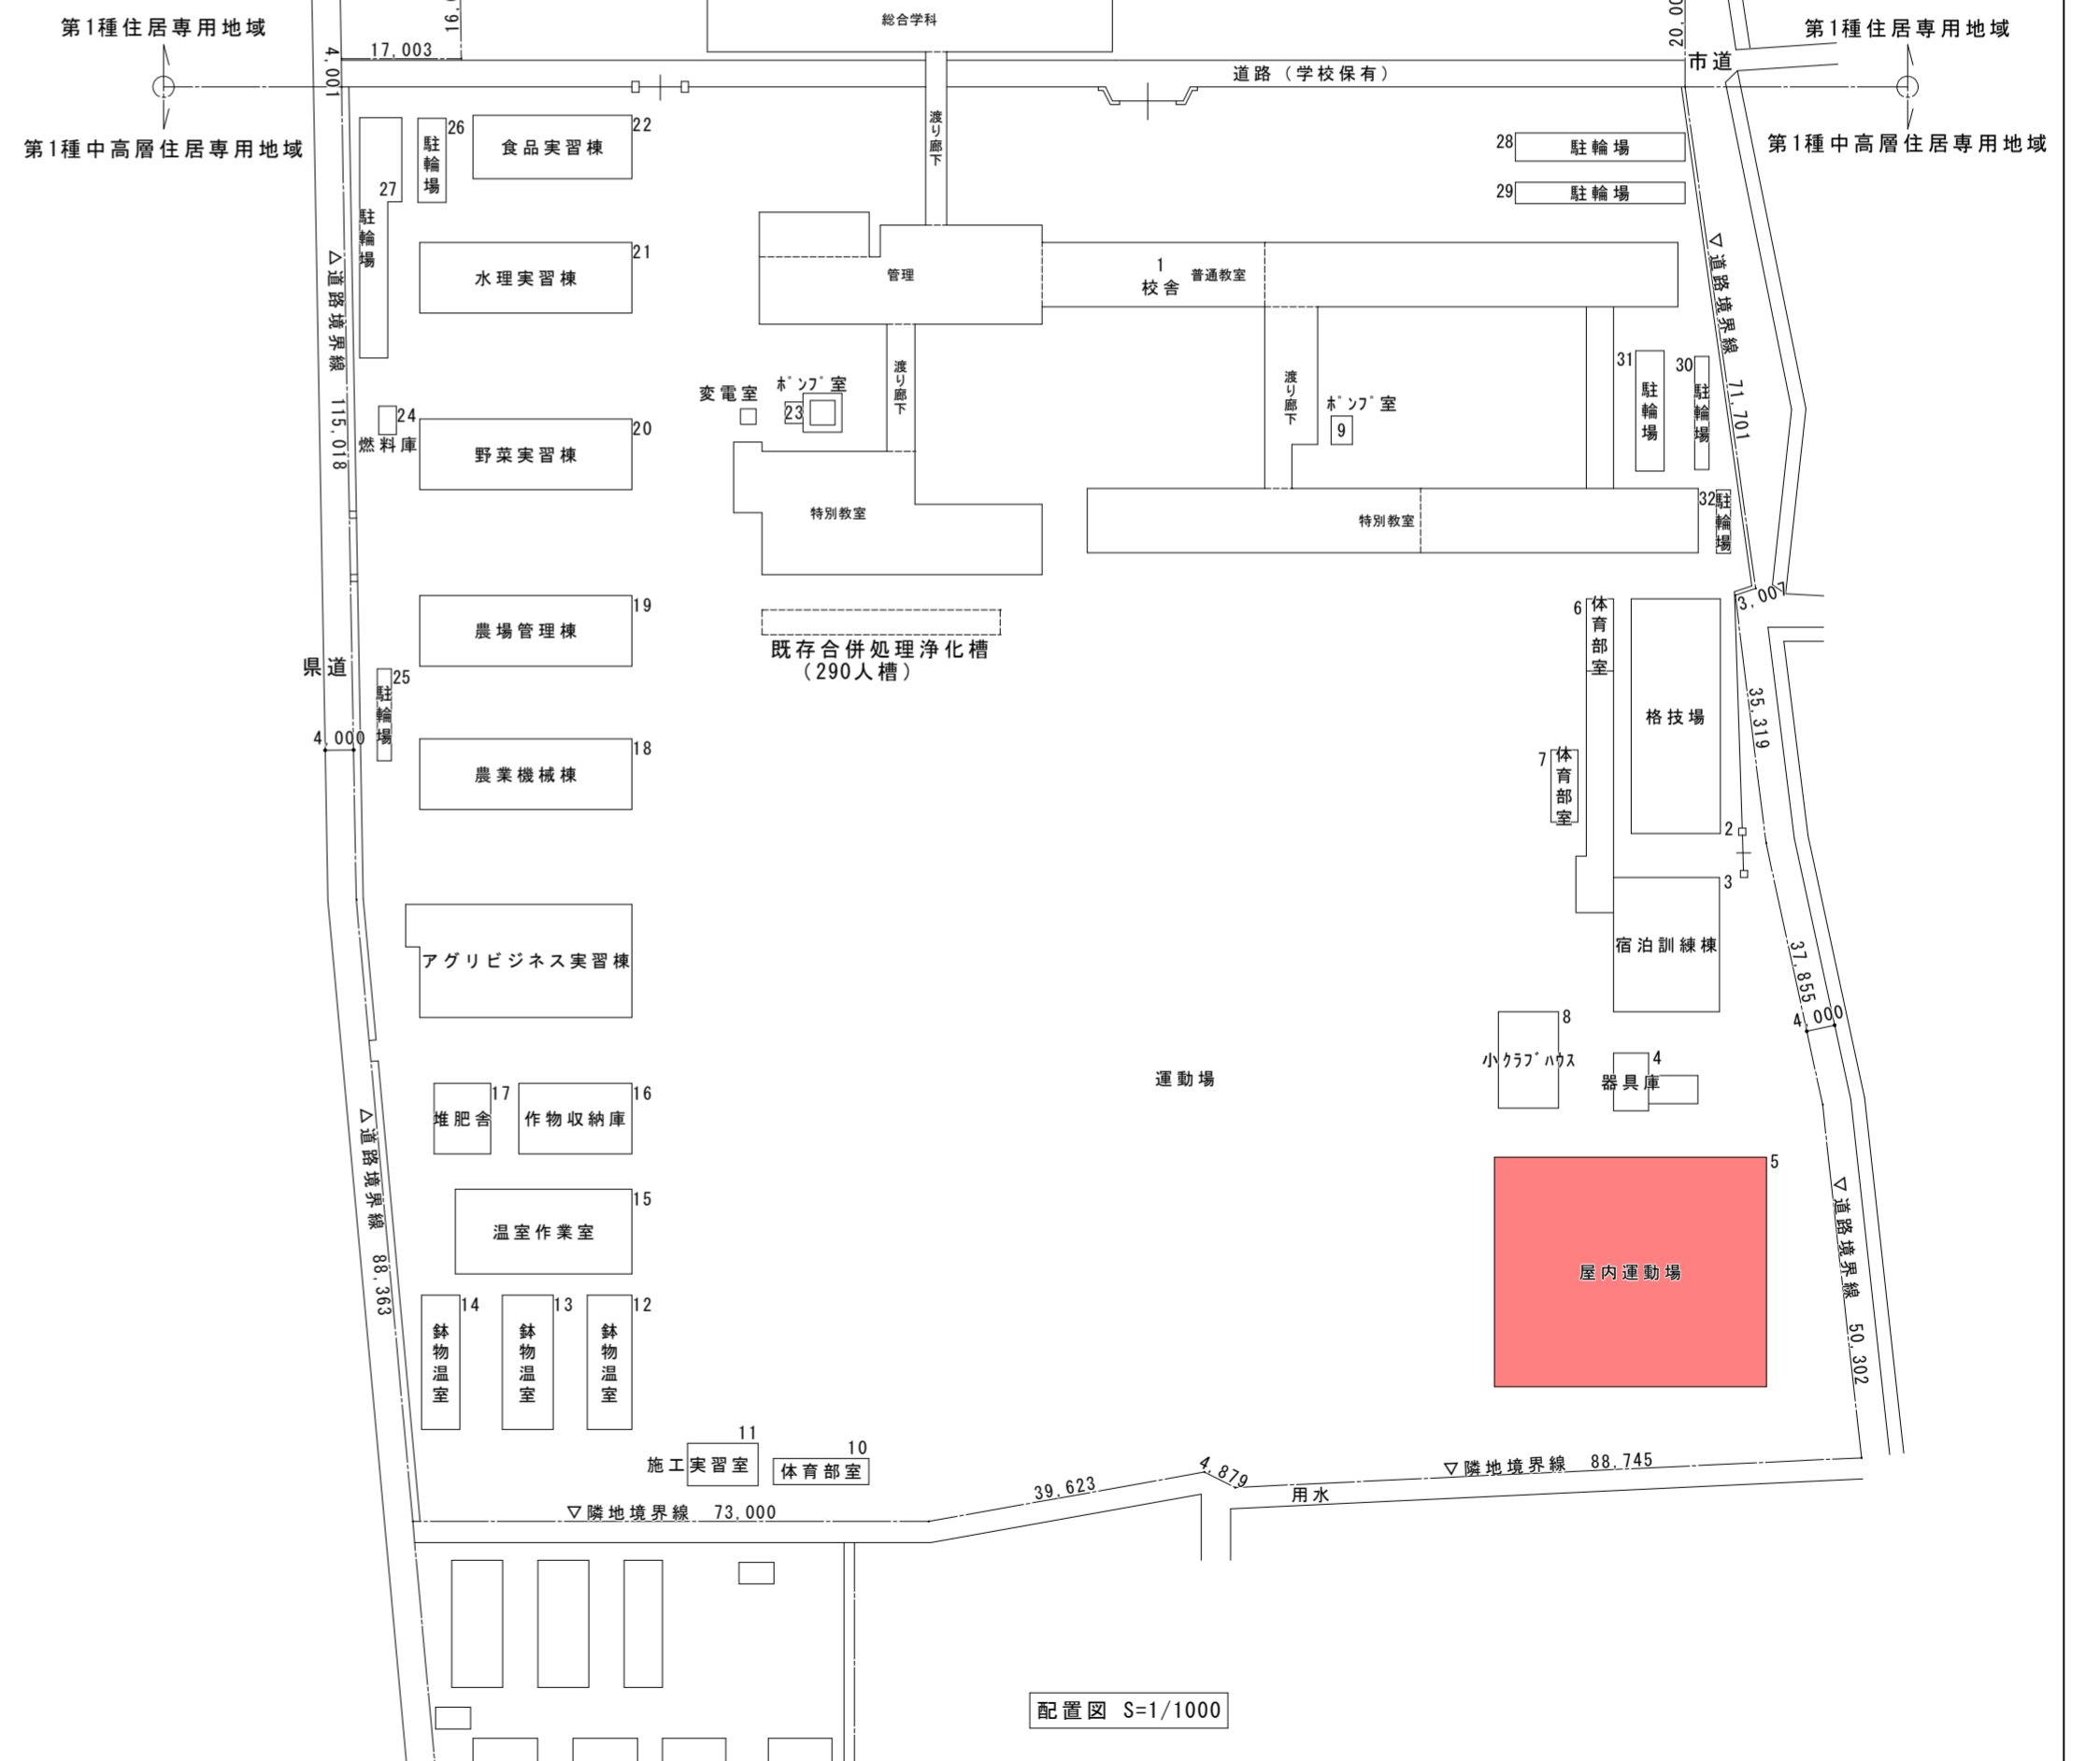 総合学科
第1種住居専用地域
第1種住居専用地域
17,003
4,001
市道
道路（学校保有）
第1種中高層住居専用地域
第1種中高層住居専用地域
26
駐輪場
22
食品実習棟
渡り廊下
28
駐輪場
29
駐輪場
27
駐輪場
21
水理実習棟
管理
1
校舎
普通教室
△道路境界線 115,018
▽道路境界線 71,701
変電室
ﾎﾟﾝﾌﾟ室
23
渡り廊下
渡り廊下
ﾎﾟﾝﾌﾟ室
9
31
駐輪場
30
駐輪場
24
燃料庫
20
野菜実習棟
特別教室
特別教室
32
駐輪場
19
農場管理棟
既存合併処理浄化槽
（290人槽）
6
体育部室
県道
25
駐輪場
4,000
18
農業機械棟
7
体育部室
格技場
2
35,319
3
アグリビジネス実習棟
宿泊訓練棟
37,855
4,000
運動場
8
小ｸﾗﾌﾞﾊｳｽ
4
器具庫
17
堆肥舎
16
作物収納庫
△道路境界線 88,363
15
温室作業室
5
屋内運動場
▽道路境界線 50,302
14
鉢物温室
13
鉢物温室
12
鉢物温室
11
施工実習室
10
体育部室
▽隣地境界線 73,000
39,623
4,879
▽隣地境界線 88,745
用水
配置図 S=1/1000